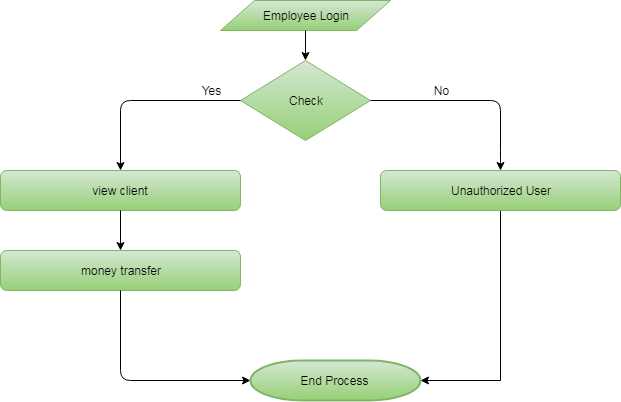 Employee Login
Check
Yes
No
view client
Unauthorized User
money transfer
End Process